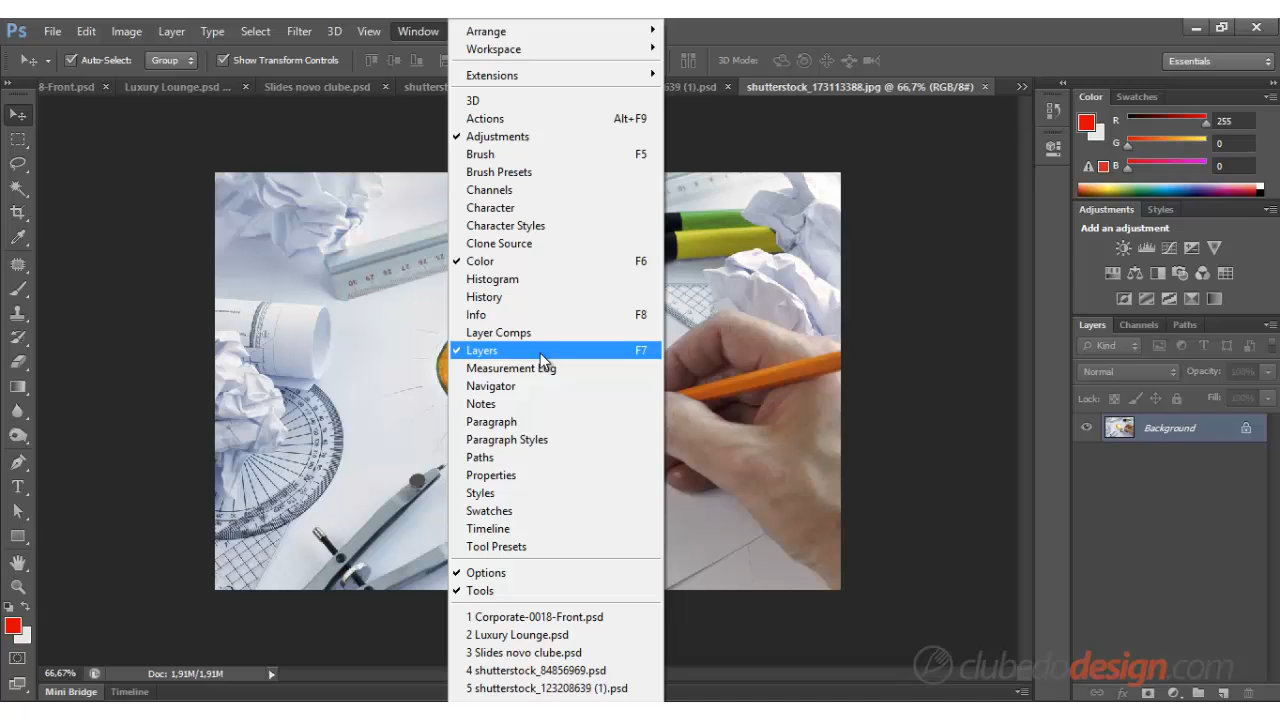 Ps File Edit Image Layer Type Select Filter 3D View Window
Auto-Select: Group Show Transform Controls 3D Mode: Essentials
8-Front.psd Luxury Lounge.psd ... Slides novo clube.psd shutterst 639 (1).psd shutterstock_173113388.jpg @ 66,7% (RGB/8#)
Arrange
Workspace
Extensions
3D
Actions Alt+F9
Adjustments
Brush F5
Brush Presets
Channels
Character
Character Styles
Clone Source
Color F6
Histogram
History
Info F8
Layer Comps
Layers F7
Measurement Log
Navigator
Notes
Paragraph
Paragraph Styles
Paths
Properties
Styles
Swatches
Timeline
Tool Presets
Options
Tools
1 Corporate-0018-Front.psd
2 Luxury Lounge.psd
3 Slides novo clube.psd
4 shutterstock_84856969.psd
5 shutterstock_123208639 (1).psd
Color Swatches
R 255
G 0
B 0
Adjustments Styles
Add an adjustment
Layers Channels Paths
Kind
Normal Opacity: 100%
Lock: Fill: 100%
Background
66,67% Doc: 1,91M/1,91M
Mini Bridge Timeline
clubedodesign.com